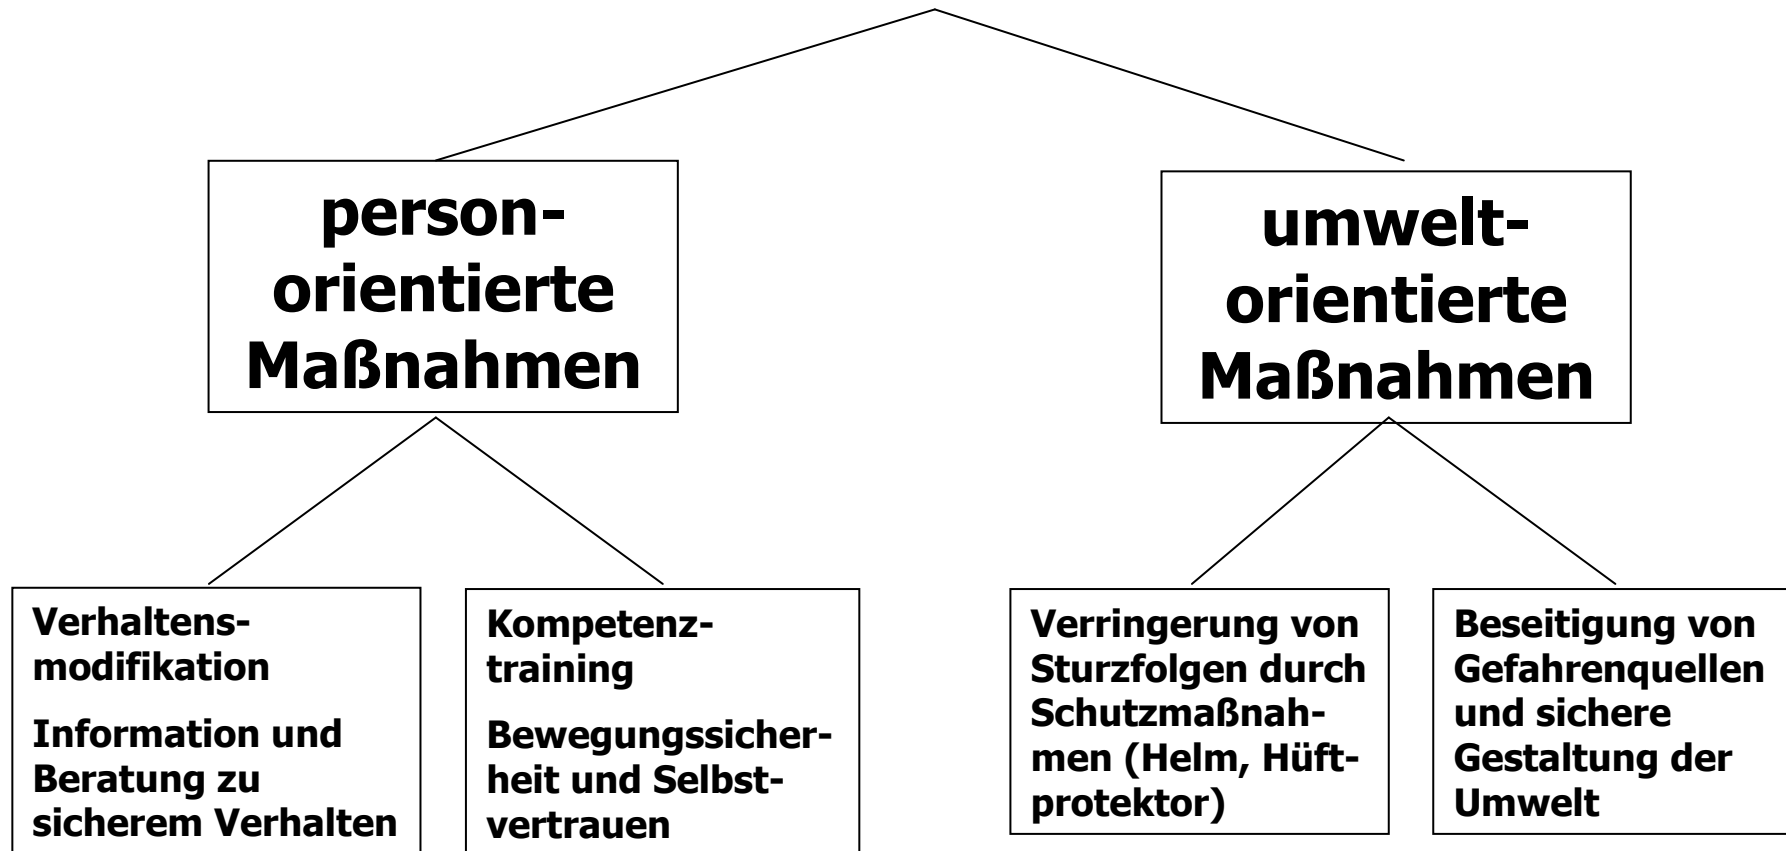 person-
orientierte
Maßnahmen
umwelt-
orientierte
Maßnahmen
Verhaltens-
modifikation
Information und
Beratung zu
sicherem Verhalten
Kompetenz-
training
Bewegungssicher-
heit und Selbst-
vertrauen
Verringerung von
Sturzfolgen durch
Schutzmaßnah-
men (Helm, Hüft-
protektor)
Beseitigung von
Gefahrenquellen
und sichere
Gestaltung der
Umwelt